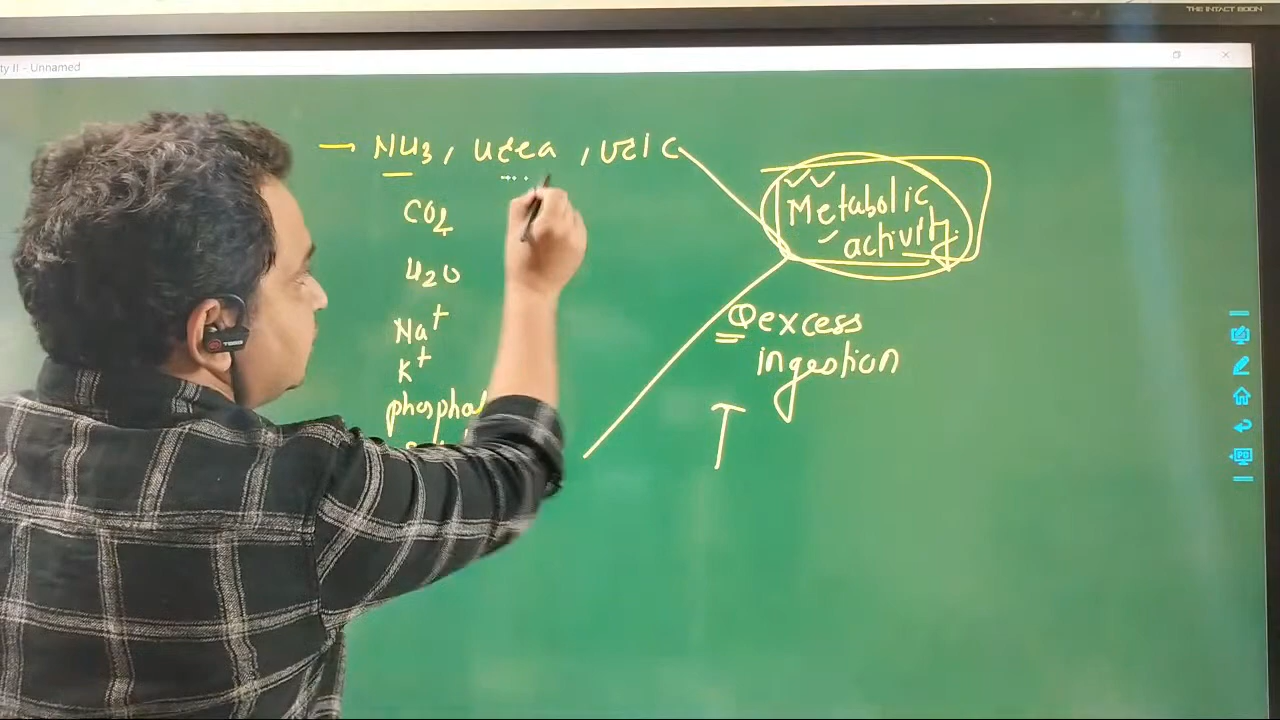 THE INTACT BOON
ty II - Unnamed
→ NH3, urea, uric
CO2
H2O
Na+
K+
phosphat
Metabolic
activity
excess
ingestion